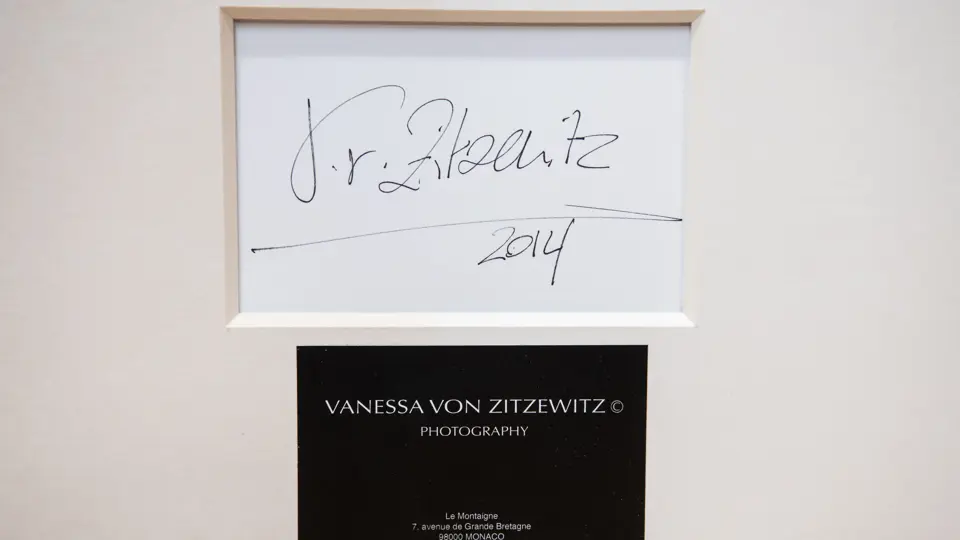 V. v. Zitzewitz
2014
VANESSA VON ZITZEWITZ ©
PHOTOGRAPHY
Le Montaigne
7, avenue de Grande Bretagne
98000 MONACO